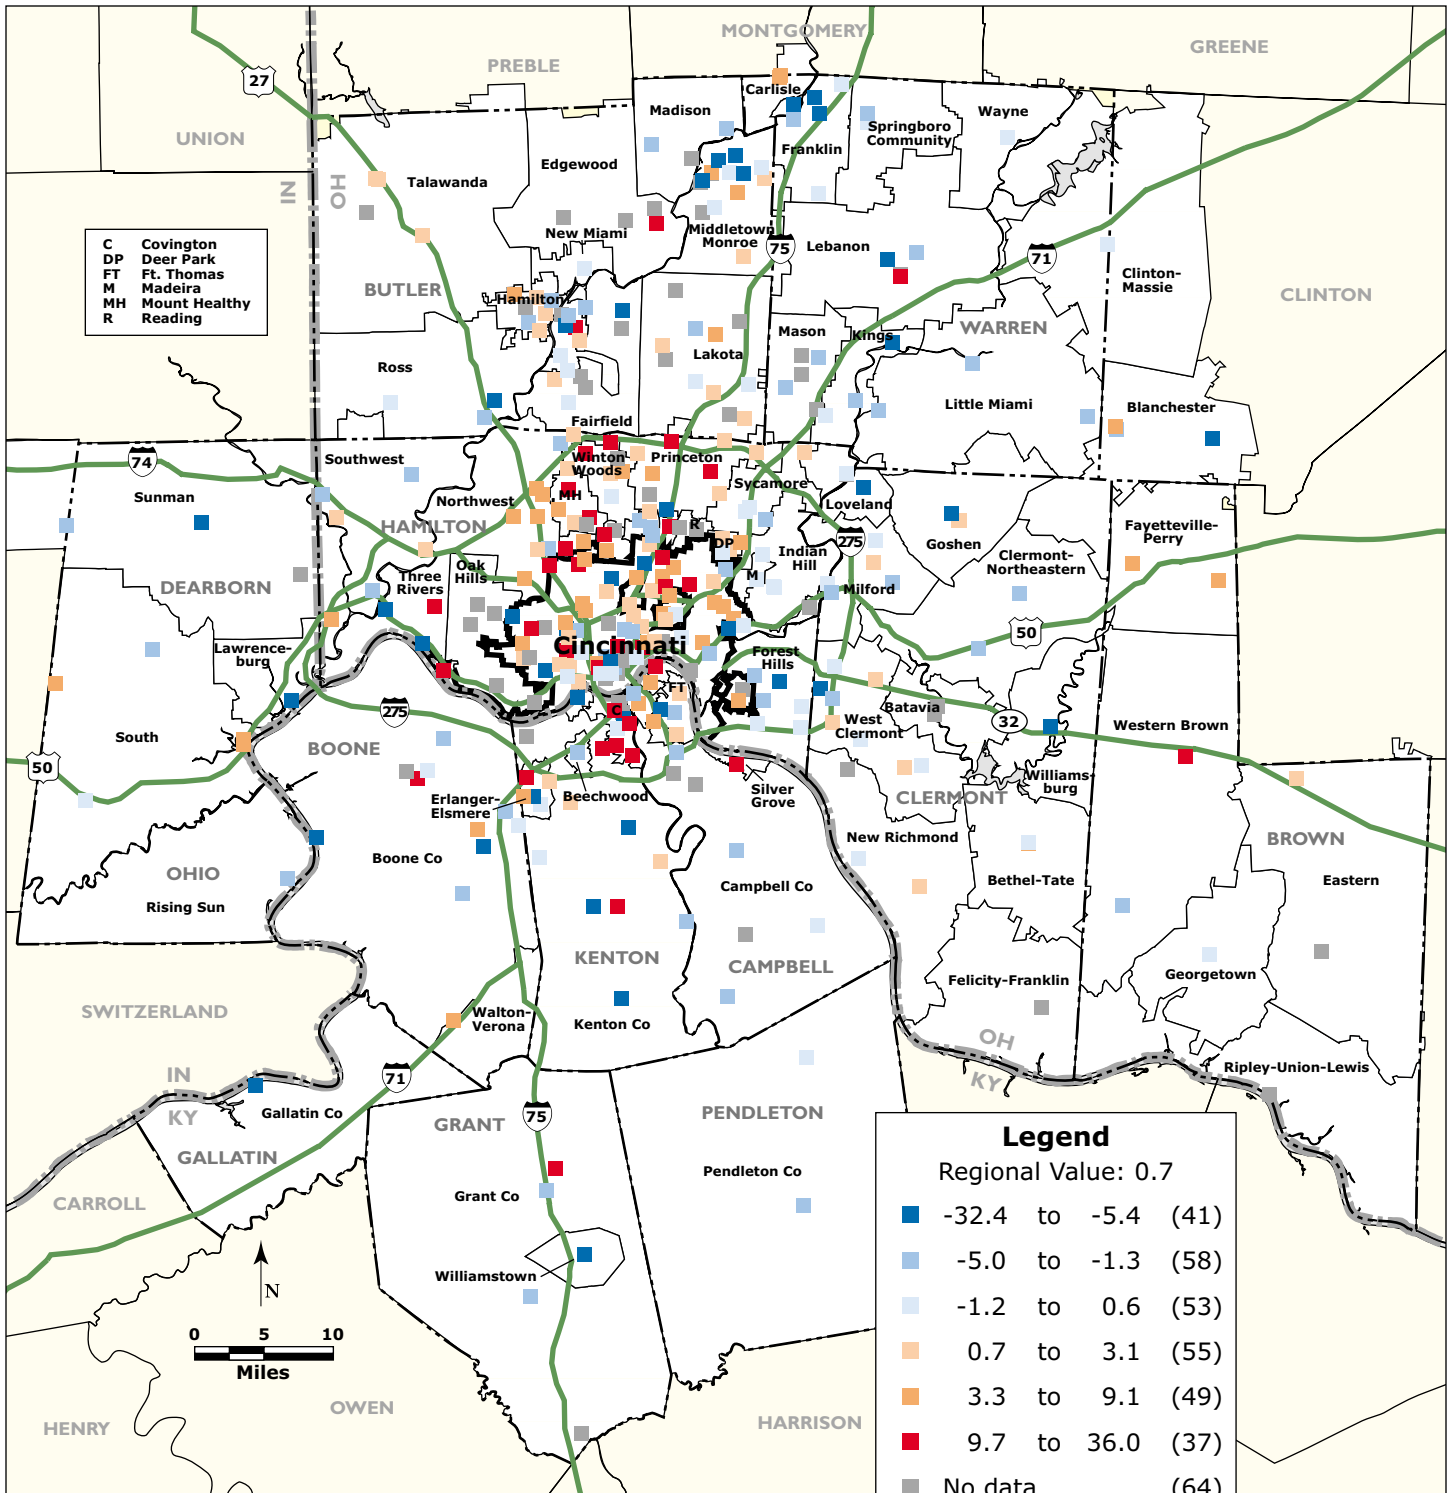 MONTGOMERY
GREENE
PREBLE
27
Carlisle
Madison
Wayne
UNION
Springboro
Community
Franklin
Edgewood
IN
OH
Talawanda
C Covington
DP Deer Park
FT Ft. Thomas
M Madeira
MH Mount Healthy
R Reading
New Miami
Middletown
Monroe
75
Lebanon
71
Clinton-
Massie
BUTLER
Hamilton
CLINTON
WARREN
Mason
Kings
Lakota
Ross
Little Miami
Blanchester
Fairfield
74
Southwest
Winton
Woods
Princeton
Sycamore
Sunman
Northwest
MH
Loveland
HAMILTON
R
Fayetteville-
Perry
DP
275
Goshen
Indian
Hill
Clermont-
Northeastern
Oak
Hills
Three
Rivers
DEARBORN
M
Milford
50
Cincinnati
Lawrence-
burg
Forest
Hills
FT
275
C
Batavia
32
West
Clermont
Western Brown
South
BOONE
50
Williams-
burg
Silver
Grove
Beechwood
Erlanger-
Elsmere
CLERMONT
New Richmond
BROWN
Boone Co
OHIO
Rising Sun
Campbell Co
Bethel-Tate
Eastern
KENTON
CAMPBELL
Felicity-Franklin
Georgetown
SWITZERLAND
Walton-
Verona
Kenton Co
OH
KY
IN
KY
71
Ripley-Union-Lewis
Gallatin Co
GRANT
75
PENDLETON
GALLATIN
Pendleton Co
CARROLL
Grant Co
Williamstown
N
0 5 10
Miles
OWEN
HENRY
HARRISON
Legend
Regional Value: 0.7
-32.4 to -5.4 (41)
-5.0 to -1.3 (58)
-1.2 to 0.6 (53)
0.7 to 3.1 (55)
3.3 to 9.1 (49)
9.7 to 36.0 (37)
No data (64)